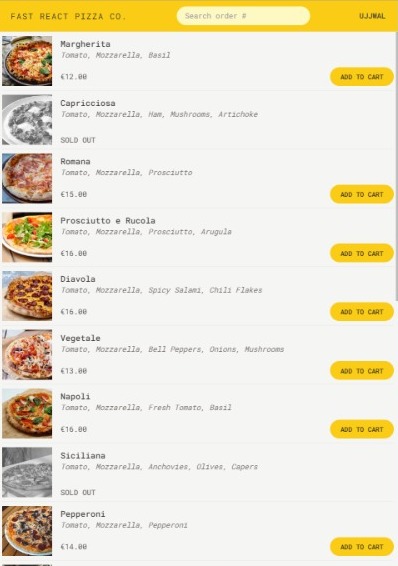 FAST REACT PIZZA CO.
Search order #
UJJWAL
Margherita
Tomato, Mozzarella, Basil
€12.00
ADD TO CART
Capricciosa
Tomato, Mozzarella, Ham, Mushrooms, Artichoke
SOLD OUT
Romana
Tomato, Mozzarella, Prosciutto
€15.00
ADD TO CART
Prosciutto e Rucola
Tomato, Mozzarella, Prosciutto, Arugula
€16.00
ADD TO CART
Diavola
Tomato, Mozzarella, Spicy Salami, Chili Flakes
€16.00
ADD TO CART
Vegetale
Tomato, Mozzarella, Bell Peppers, Onions, Mushrooms
€13.00
ADD TO CART
Napoli
Tomato, Mozzarella, Fresh Tomato, Basil
€16.00
ADD TO CART
Siciliana
Tomato, Mozzarella, Anchovies, Olives, Capers
SOLD OUT
Pepperoni
Tomato, Mozzarella, Pepperoni
€14.00
ADD TO CART